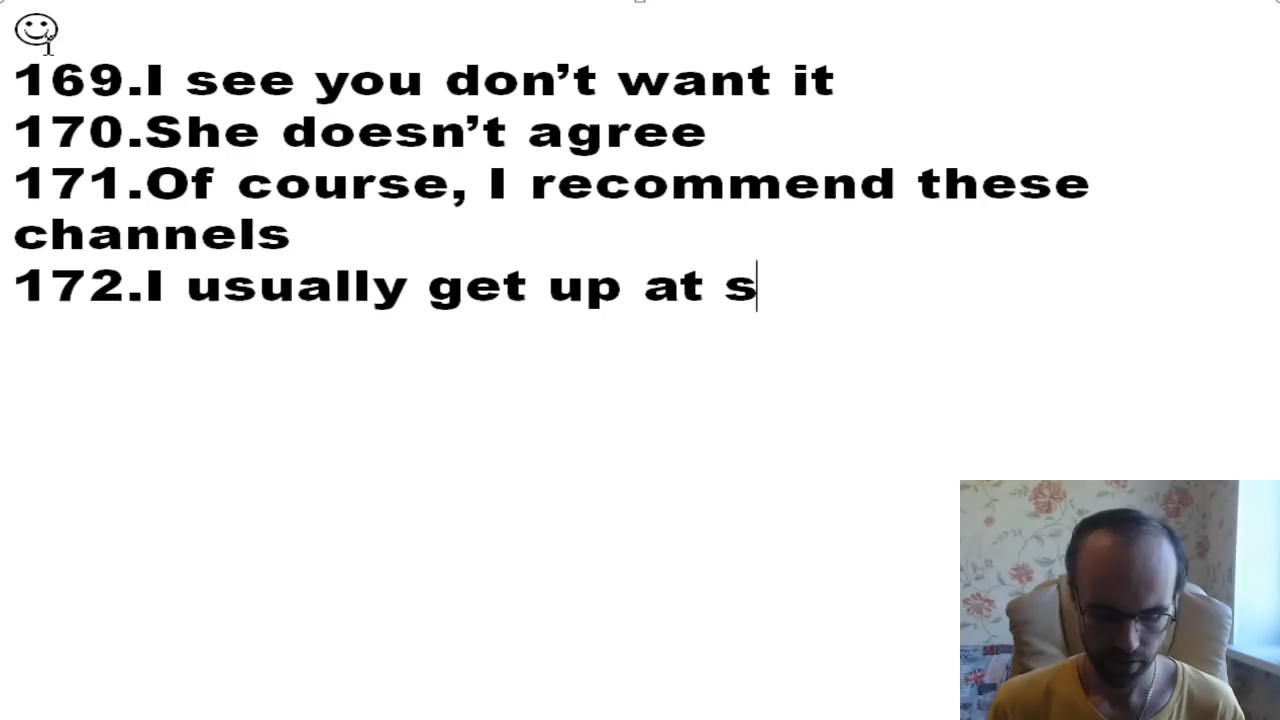 169.I see you don’t want it
170.She doesn’t agree
171.Of course, I recommend these
channels
172.I usually get up at s